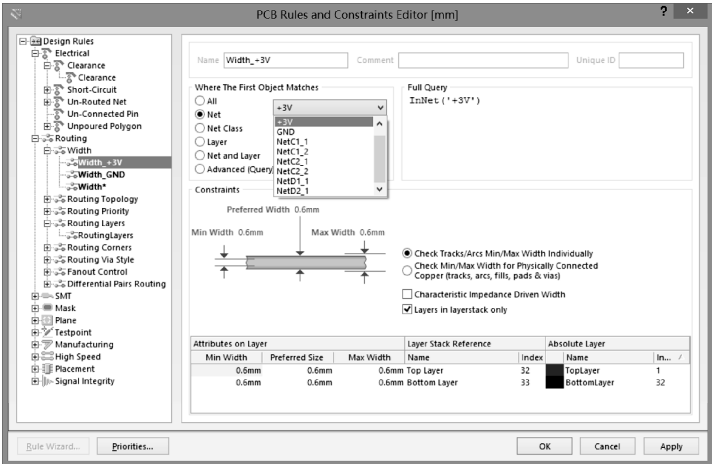 PCB Rules and Constraints Editor [mm]
? ×
Design Rules
Electrical
Clearance
Clearance
Short-Circuit
Un-Routed Net
Un-Connected Pin
Unpoured Polygon
Routing
Width
Width_+3V
Width_GND
Width*
Routing Topology
Routing Priority
Routing Layers
RoutingLayers
Routing Corners
Routing Via Style
Fanout Control
Differential Pairs Routing
SMT
Mask
Plane
Testpoint
Manufacturing
High Speed
Placement
Signal Integrity
Name Width_+3V Comment Unique ID
Where The First Object Matches
All
Net
Net Class
Layer
Net and Layer
Advanced (Query)
+3V
+3V
GND
NetC1_1
NetC1_2
NetC2_1
NetC2_2
NetD1_1
NetD2_1
Full Query
InNet('+3V')
Constraints
Preferred Width 0.6mm
Min Width 0.6mm Max Width 0.6mm
Check Tracks/Arcs Min/Max Width Individually
Check Min/Max Width for Physically Connected
Copper (tracks, arcs, fills, pads & vias)
Characteristic Impedance Driven Width
Layers in layerstack only
Attributes on Layer Layer Stack Reference Absolute Layer
Min Width Preferred Size Max Width Name Index Name In...
0.6mm 0.6mm 0.6mm Top Layer 32 TopLayer 1
0.6mm 0.6mm 0.6mm Bottom Layer 33 BottomLayer 32
Rule Wizard... Priorities... OK Cancel Apply